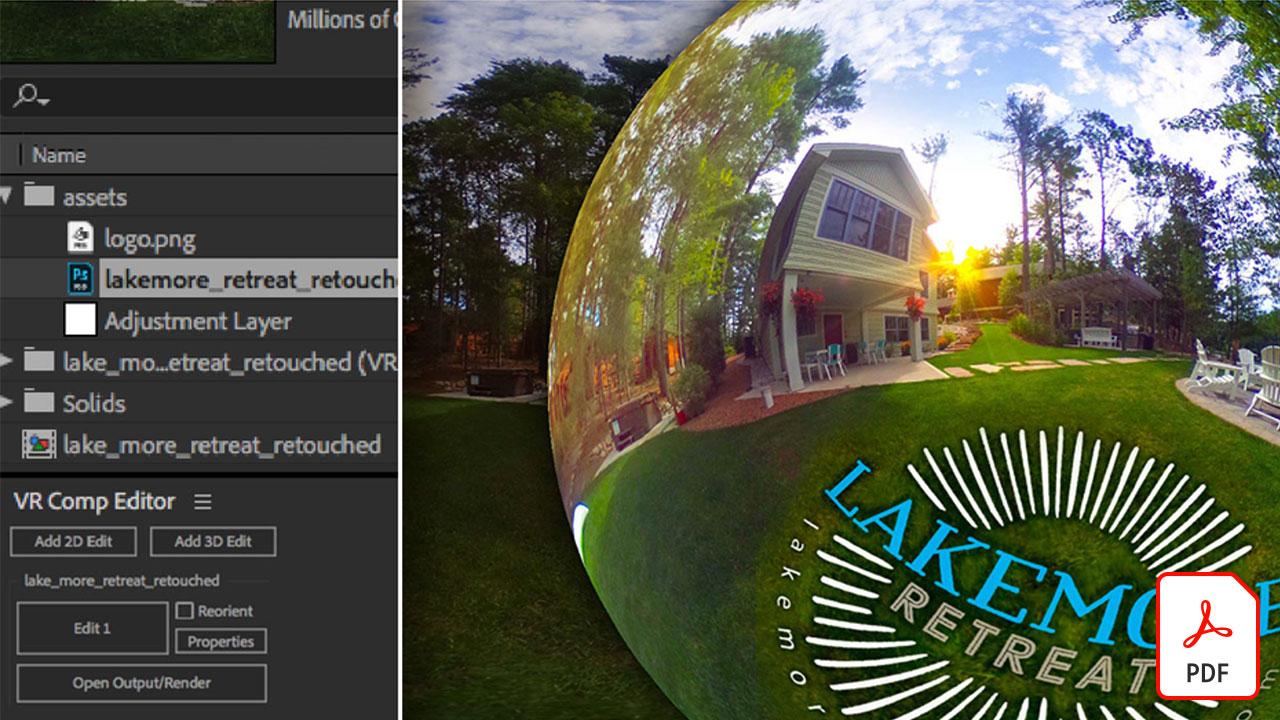 Millions of
Name
assets
logo.png
lakemore_retreat_retouch
Adjustment Layer
lake_mo...etreat_retouched (VR
Solids
lake_more_retreat_retouched
VR Comp Editor
Add 2D Edit
Add 3D Edit
lake_more_retreat_retouched
Edit 1
Reorient
Properties
Open Output/Render
LAKEMO
RETREAT
lakemor
PDF